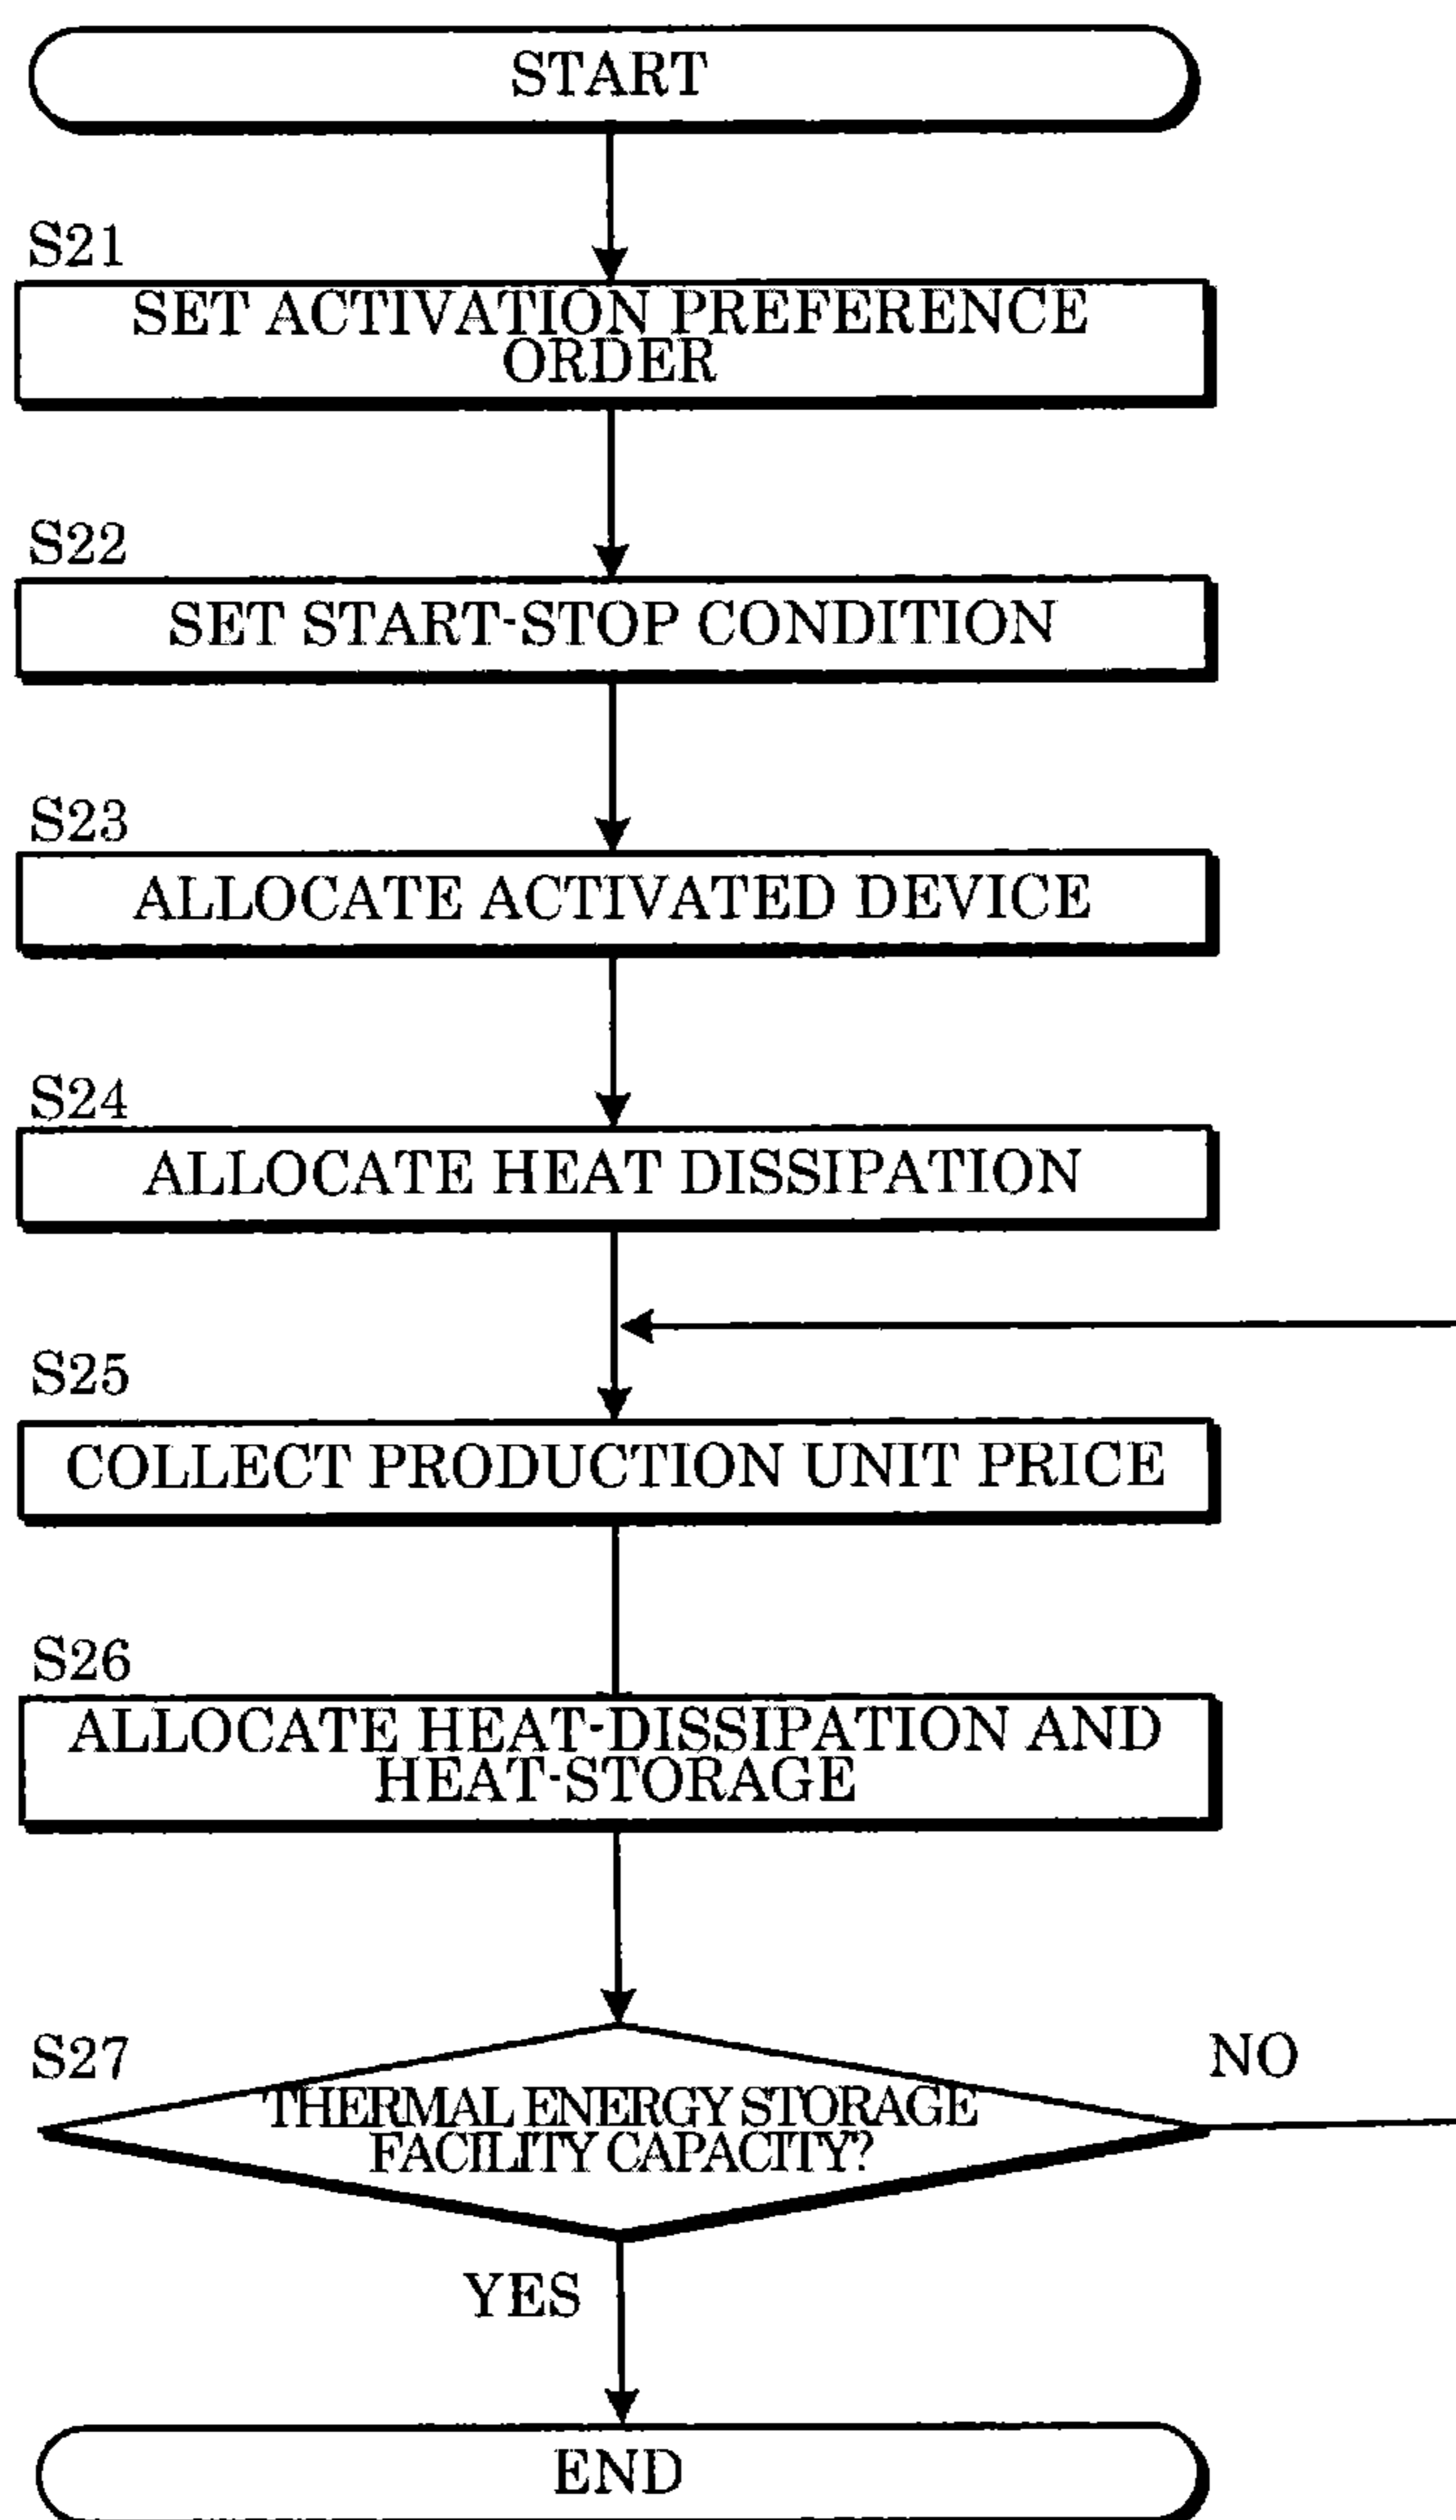 START
S21
SET ACTIVATION PREFERENCE
ORDER
S22
SET START-STOP CONDITION
S23
ALLOCATE ACTIVATED DEVICE
S24
ALLOCATE HEAT DISSIPATION
S25
COLLECT PRODUCTION UNIT PRICE
S26
ALLOCATE HEAT-DISSIPATION AND
HEAT-STORAGE
S27
NO
THERMAL ENERGY STORAGE
FACILITY CAPACITY?
YES
END